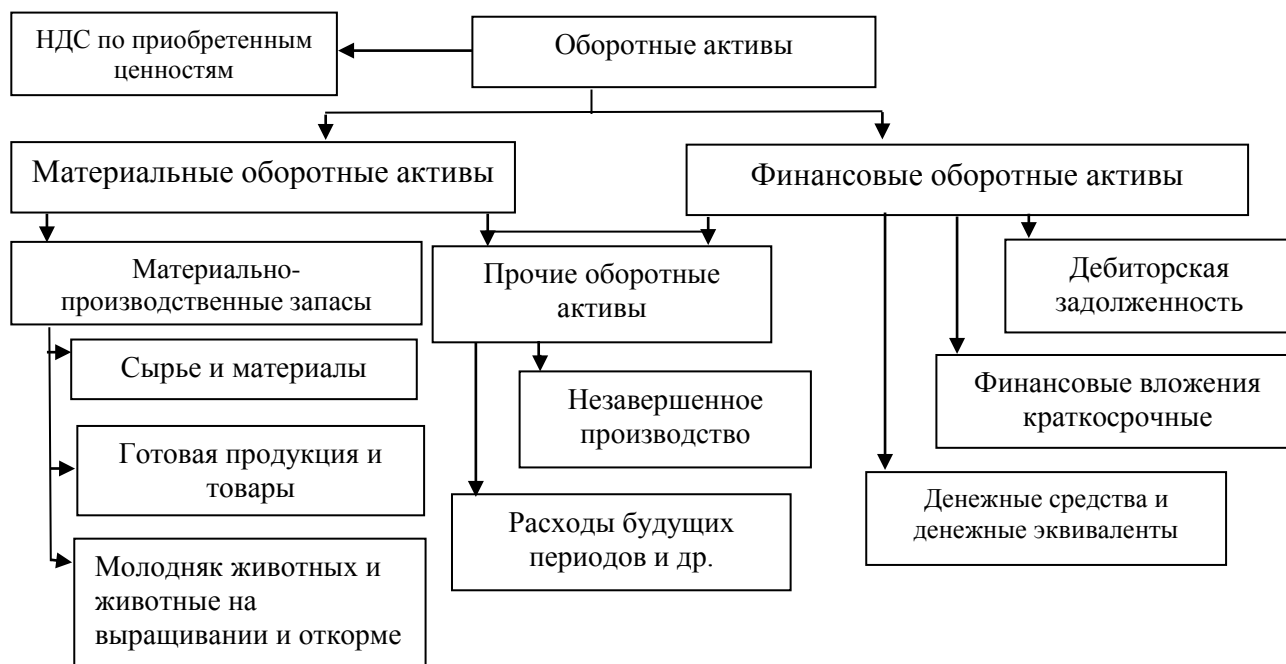 НДС по приобретенным
ценностям
Оборотные активы
Материальные оборотные активы
Финансовые оборотные активы
Материально-
производственные запасы
Прочие оборотные
активы
Дебиторская
задолженность
Сырье и материалы
Незавершенное
производство
Финансовые вложения
краткосрочные
Готовая продукция и
товары
Расходы будущих
периодов и др.
Денежные средства и
денежные эквиваленты
Молодняк животных и
животные на
выращивании и откорме